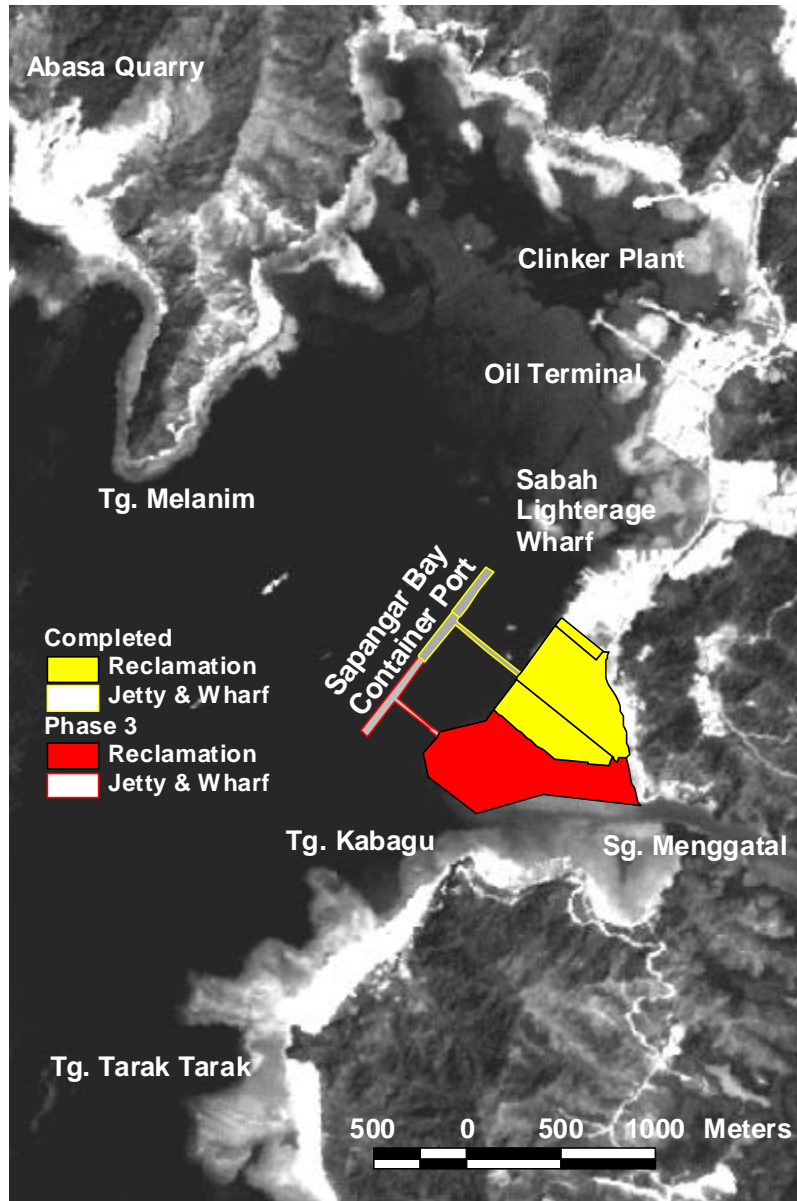 Abasa Quarry
Clinker Plant
Oil Terminal
Tg. Melanim
Sabah
Lighterage
Wharf
Sapangar Bay
Container Port
Completed
Reclamation
Jetty & Wharf
Phase 3
Reclamation
Jetty & Wharf
Tg. Kabagu
Sg. Menggatal
Tg. Tarak Tarak
500 0 500 1000 Meters